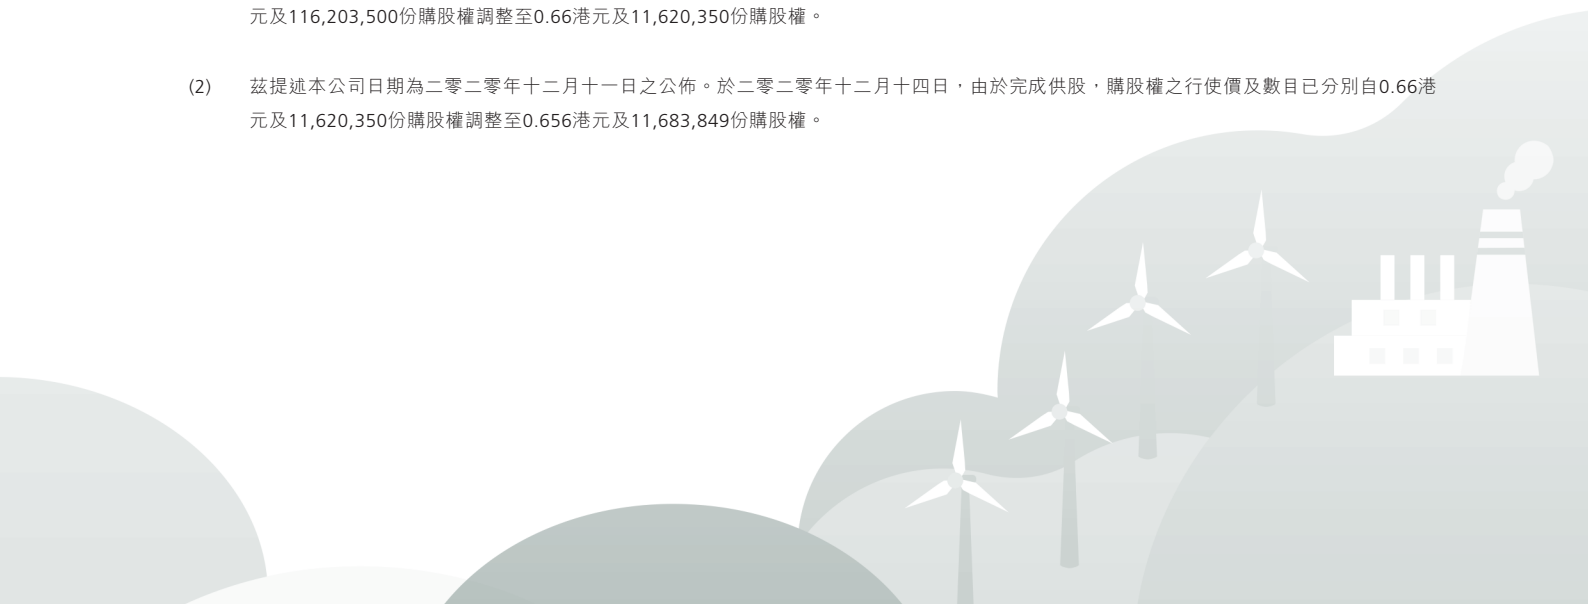 元及116,203,500份購股權調整至0.66港元及11,620,350份購股權。
(2) 茲提述本公司日期為二零二零年十二月十一日之公佈。於二零二零年十二月十四日，由於完成供股，購股權之行使價及數目已分別自0.66港
元及11,620,350份購股權調整至0.656港元及11,683,849份購股權。